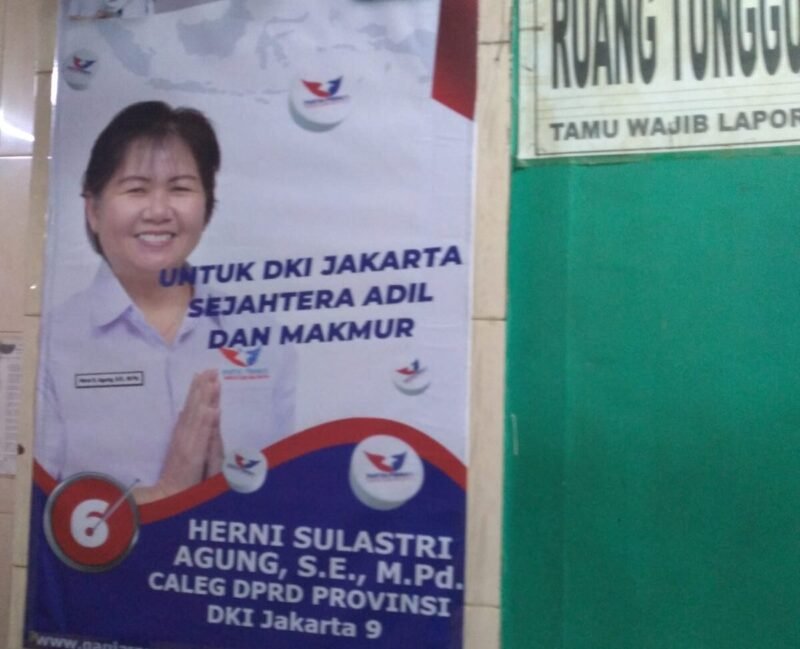 UNTUK DKI JAKARTA
SEJAHTERA ADIL
DAN MAKMUR
6
HERNI SULASTRI
AGUNG, S.E., M.Pd.
CALEG DPRD PROVINSI
DKI Jakarta 9
RUANG TUNGGU
TAMU WAJIB LAPOR